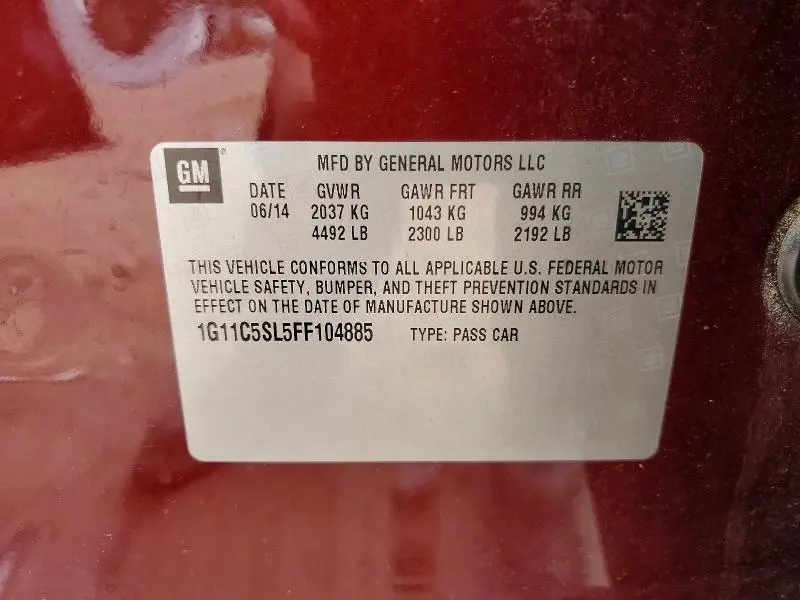 GM® MFD BY GENERAL MOTORS LLC
DATE GVWR GAWR FRT GAWR RR
06/14 2037 KG 1043 KG 994 KG
4492 LB 2300 LB 2192 LB
THIS VEHICLE CONFORMS TO ALL APPLICABLE U.S. FEDERAL MOTOR
VEHICLE SAFETY, BUMPER, AND THEFT PREVENTION STANDARDS IN
EFFECT ON THE DATE OF MANUFACTURE SHOWN ABOVE.
1G11C5SL5FF104885 TYPE: PASS CAR